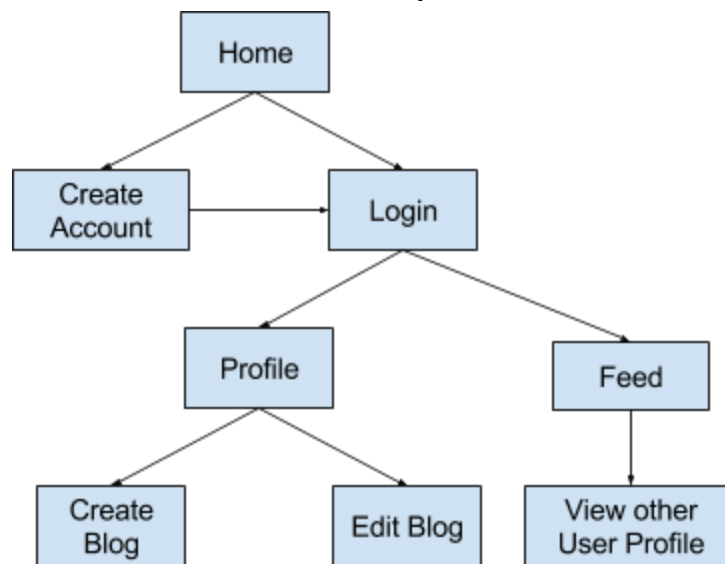 Home
Create
Account
Login
Profile
Feed
Create
Blog
Edit Blog
View other
User Profile